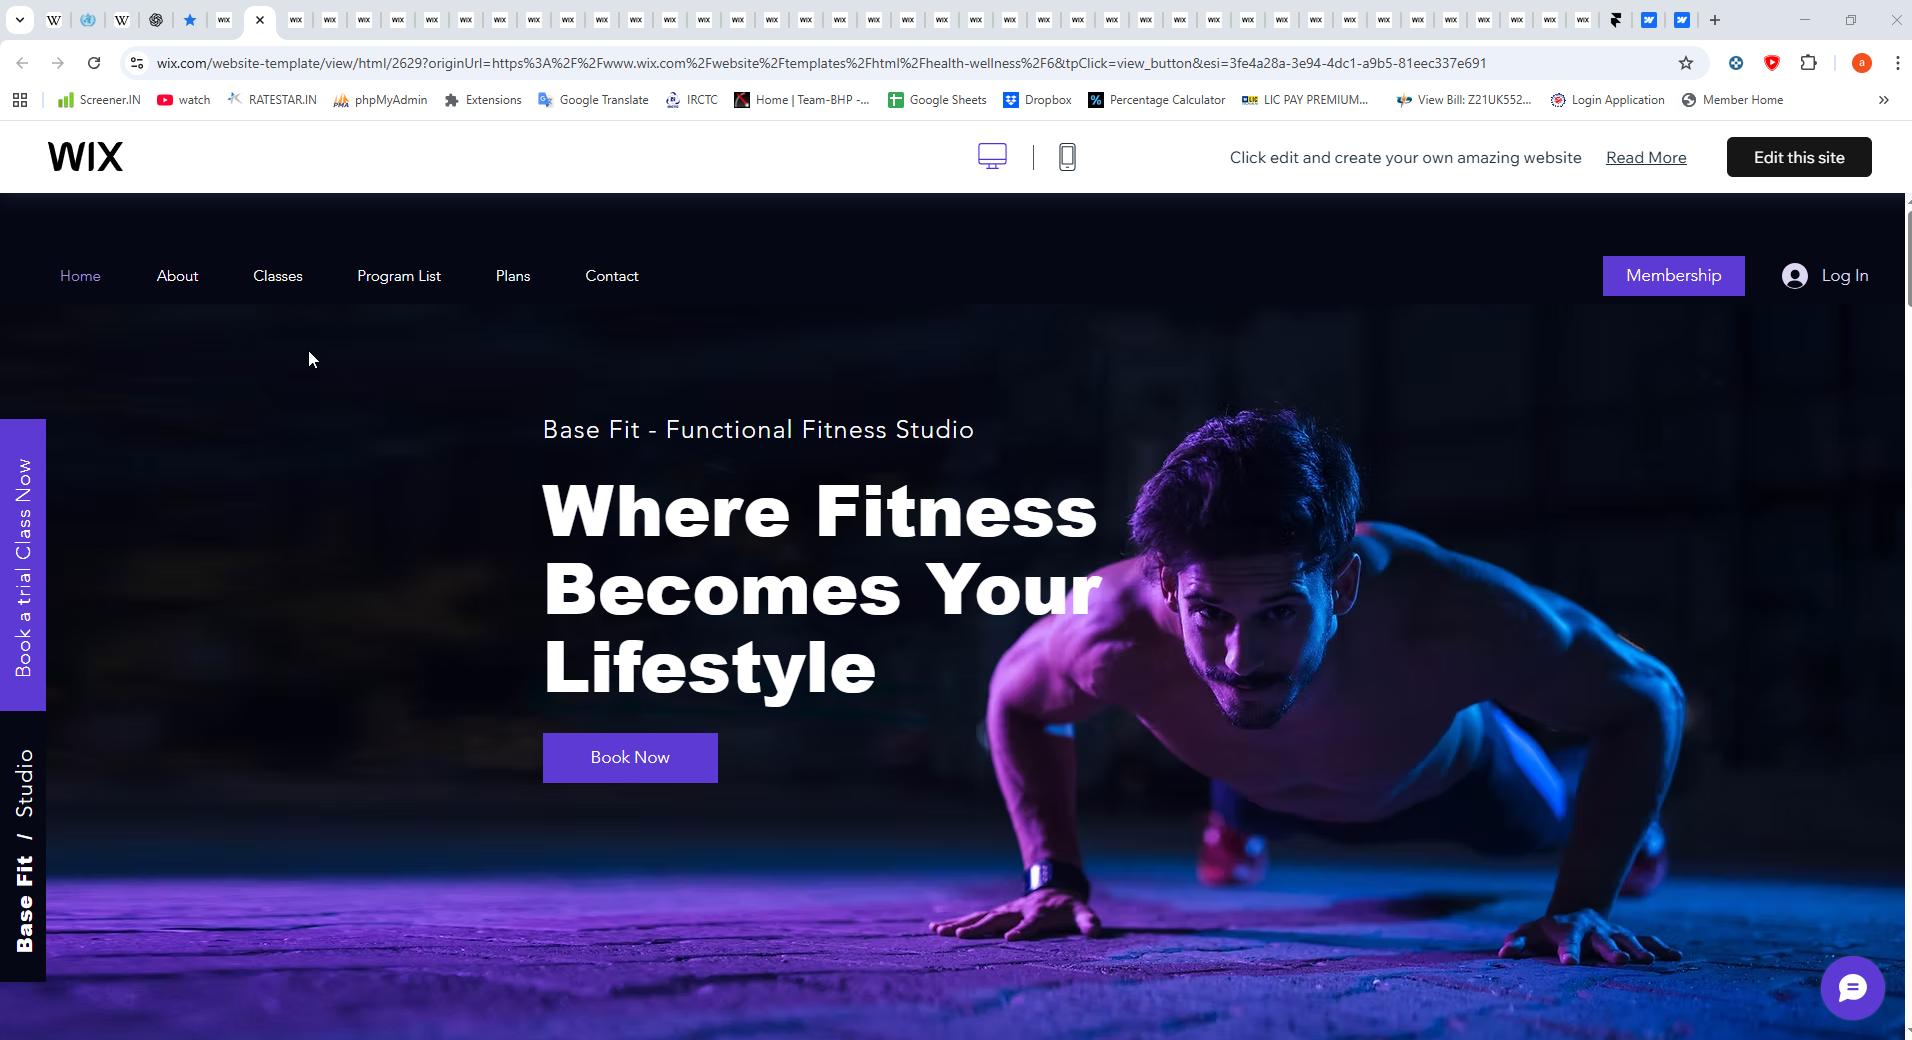 wix.com/website-template/view/html/2629?originUrl=https%3A%2F%2Fwww.wix.com%2Fwebsite%2Ftemplates%2Fhtml%2Fhealth-wellness%2F6&tpClick=view_button&esi=3fe4a28a-3e94-4dc1-a9b5-81eec337e691
a
Screener.IN watch RATESTAR.IN phpMyAdmin Extensions Google Translate IRCTC Home | Team-BHP -... Google Sheets Dropbox Percentage Calculator LIC PAY PREMIUM... View Bill: Z21UK552... Login Application Member Home
WIX
Click edit and create your own amazing website Read More Edit this site
Home About Classes Program List Plans Contact Membership Log In
Book a trial Class Now
Base Fit / Studio
Base Fit - Functional Fitness Studio
Where Fitness
Becomes Your
Lifestyle
Book Now